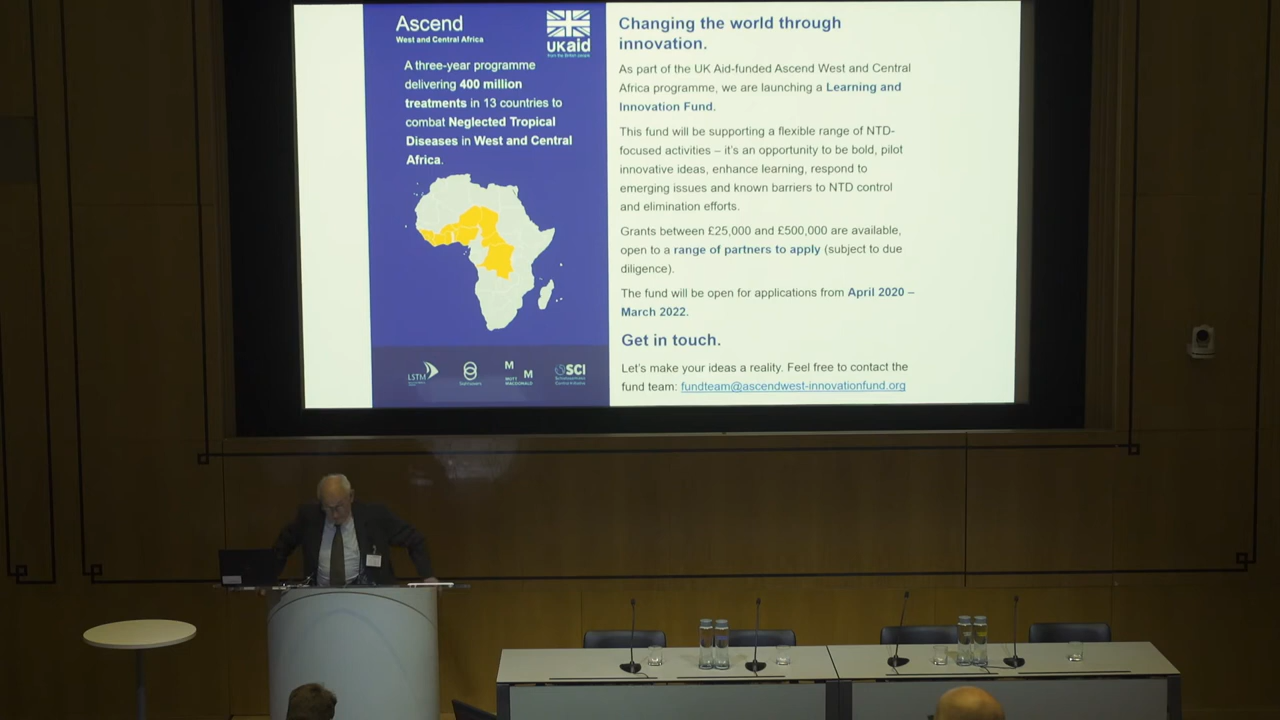 Ascend
West and Central Africa
UKaid
from the British people
A three-year programme
delivering 400 million
treatments in 13 countries to
combat Neglected Tropical
Diseases in West and Central
Africa.
LSTM
Sightsavers
M
M
MOTT
MACDONALD
SCI
Schistosomiasis
Control Initiative
Changing the world through
innovation.
As part of the UK Aid-funded Ascend West and Central
Africa programme, we are launching a Learning and
Innovation Fund.
This fund will be supporting a flexible range of NTD-
focused activities – it's an opportunity to be bold, pilot
innovative ideas, enhance learning, respond to
emerging issues and known barriers to NTD control
and elimination efforts.
Grants between £25,000 and £500,000 are available,
open to a range of partners to apply (subject to due
diligence).
The fund will be open for applications from April 2020 –
March 2022.
Get in touch.
Let's make your ideas a reality. Feel free to contact the
fund team: fundteam@ascendwest-innovationfund.org